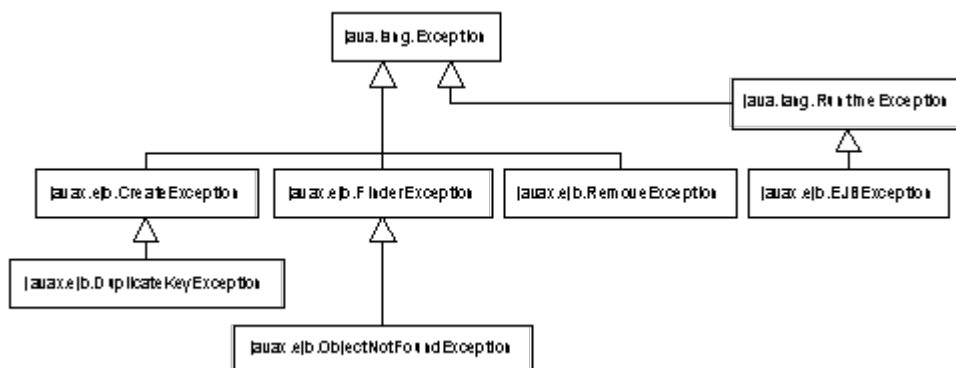 java.lang.Exception
java.lang.RuntimeException
javax.ejb.CreateException
javax.ejb.FinderException
javax.ejb.RemoveException
javax.ejb.EJBException
javax.ejb.DuplicateKeyException
javax.ejb.ObjectNotFoundException